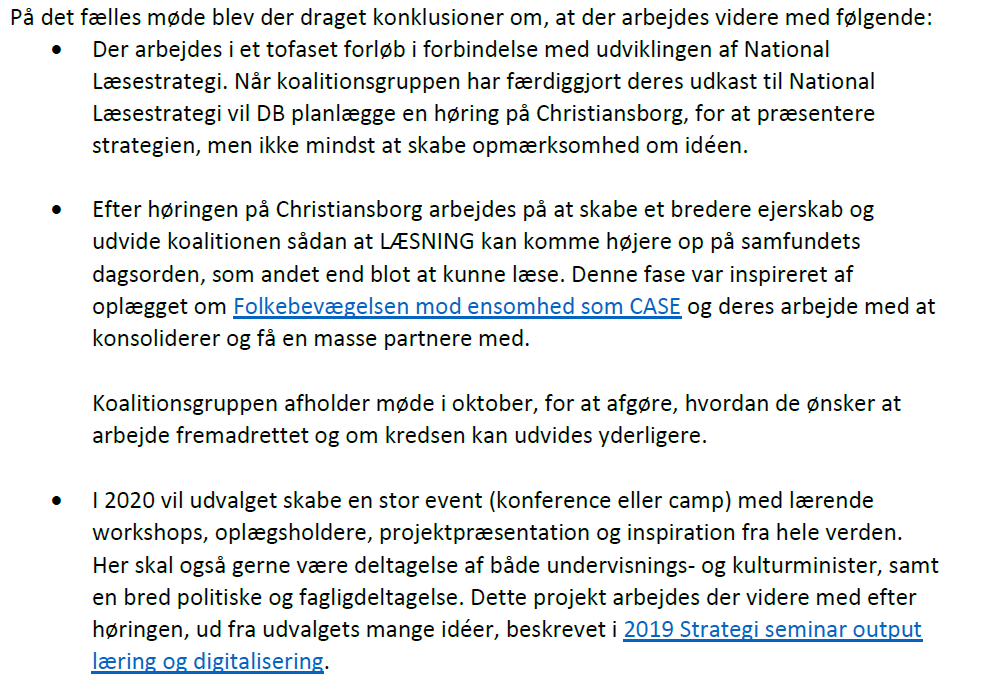 På det fælles møde blev der draget konklusioner om, at der arbejdes videre med følgende:
• Der arbejdes i et tofaset forløb i forbindelse med udviklingen af National
Læsestrategi. Når koalitionsgruppen har færdiggjort deres udkast til National
Læsestrategi vil DB planlægge en høring på Christiansborg, for at præsentere
strategien, men ikke mindst at skabe opmærksomhed om idéen.
• Efter høringen på Christiansborg arbejdes på at skabe et bredere ejerskab og
udvide koalitionen sådan at LÆSNING kan komme højere op på samfundets
dagsorden, som andet end blot at kunne læse. Denne fase var inspireret af
oplægget om Folkebevægelsen mod ensomhed som CASE og deres arbejde med at
konsoliderer og få en masse partnere med.
Koalitionsgruppen afholder møde i oktober, for at afgøre, hvordan de ønsker at
arbejde fremadrettet og om kredsen kan udvides yderligere.
• I 2020 vil udvalget skabe en stor event (konference eller camp) med lærende
workshops, oplægsholdere, projektpræsentation og inspiration fra hele verden.
Her skal også gerne være deltagelse af både undervisnings- og kulturminister, samt
en bred politiske og fagligdeltagelse. Dette projekt arbejdes der videre med efter
høringen, ud fra udvalgets mange idéer, beskrevet i 2019 Strategi seminar output
læring og digitalisering.